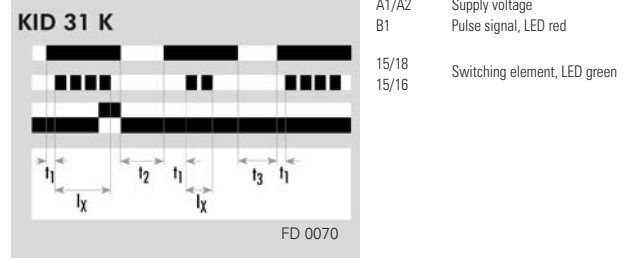 KID 31 K
A1/A2 Supply voltage
B1 Pulse signal, LED red
15/18
15/16 Switching element, LED green
t1 t2 t1 t3 t1
Ix Ix
FD 0070